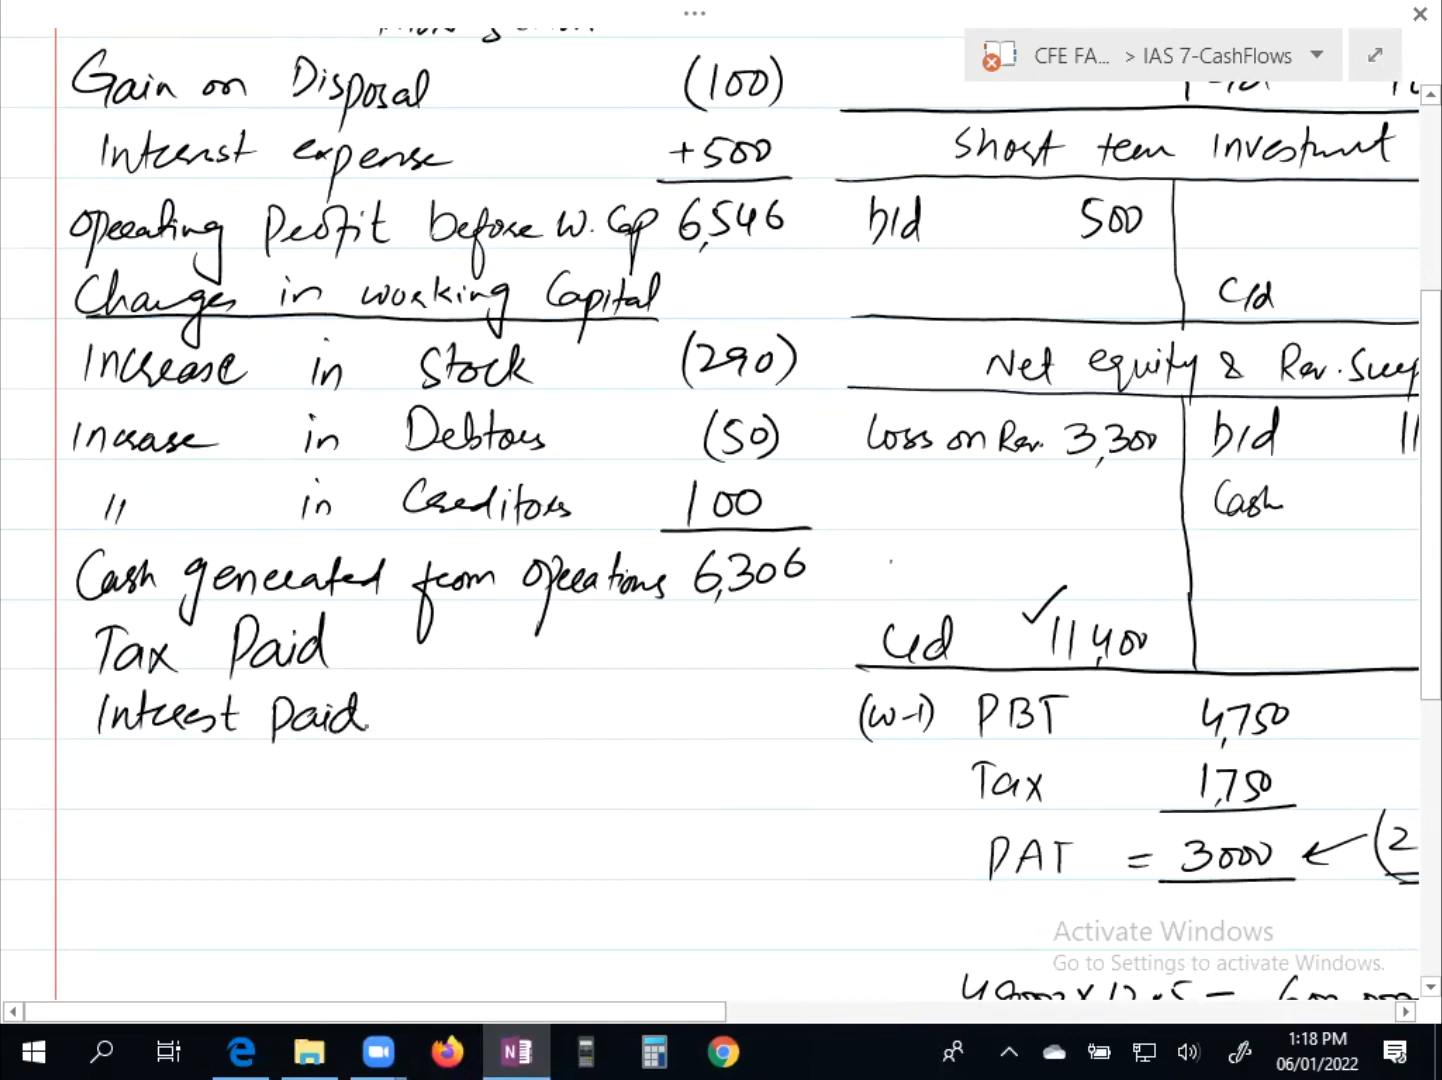 CFE FA... > IAS 7-CashFlows
Gain on Disposal (100)
Interest expense +500
Operating Profit before W. Cap 6,546
Changes in working Capital
Increase in Stock (290)
Increase in Debtors (50)
" in Creditors 100
Cash generated from operations 6,306
Tax Paid
Interest Paid
Short term Investment
b/d 500
C/d
Net equity & Rev. Surp
Loss on Rev. 3,300 b/d 11
Cash
C/d 11,400
(W-1) PBT 4,750
Tax 1,750
PAT = 3000 (2
Activate Windows
Go to Settings to activate Windows.
1:18 PM
06/01/2022